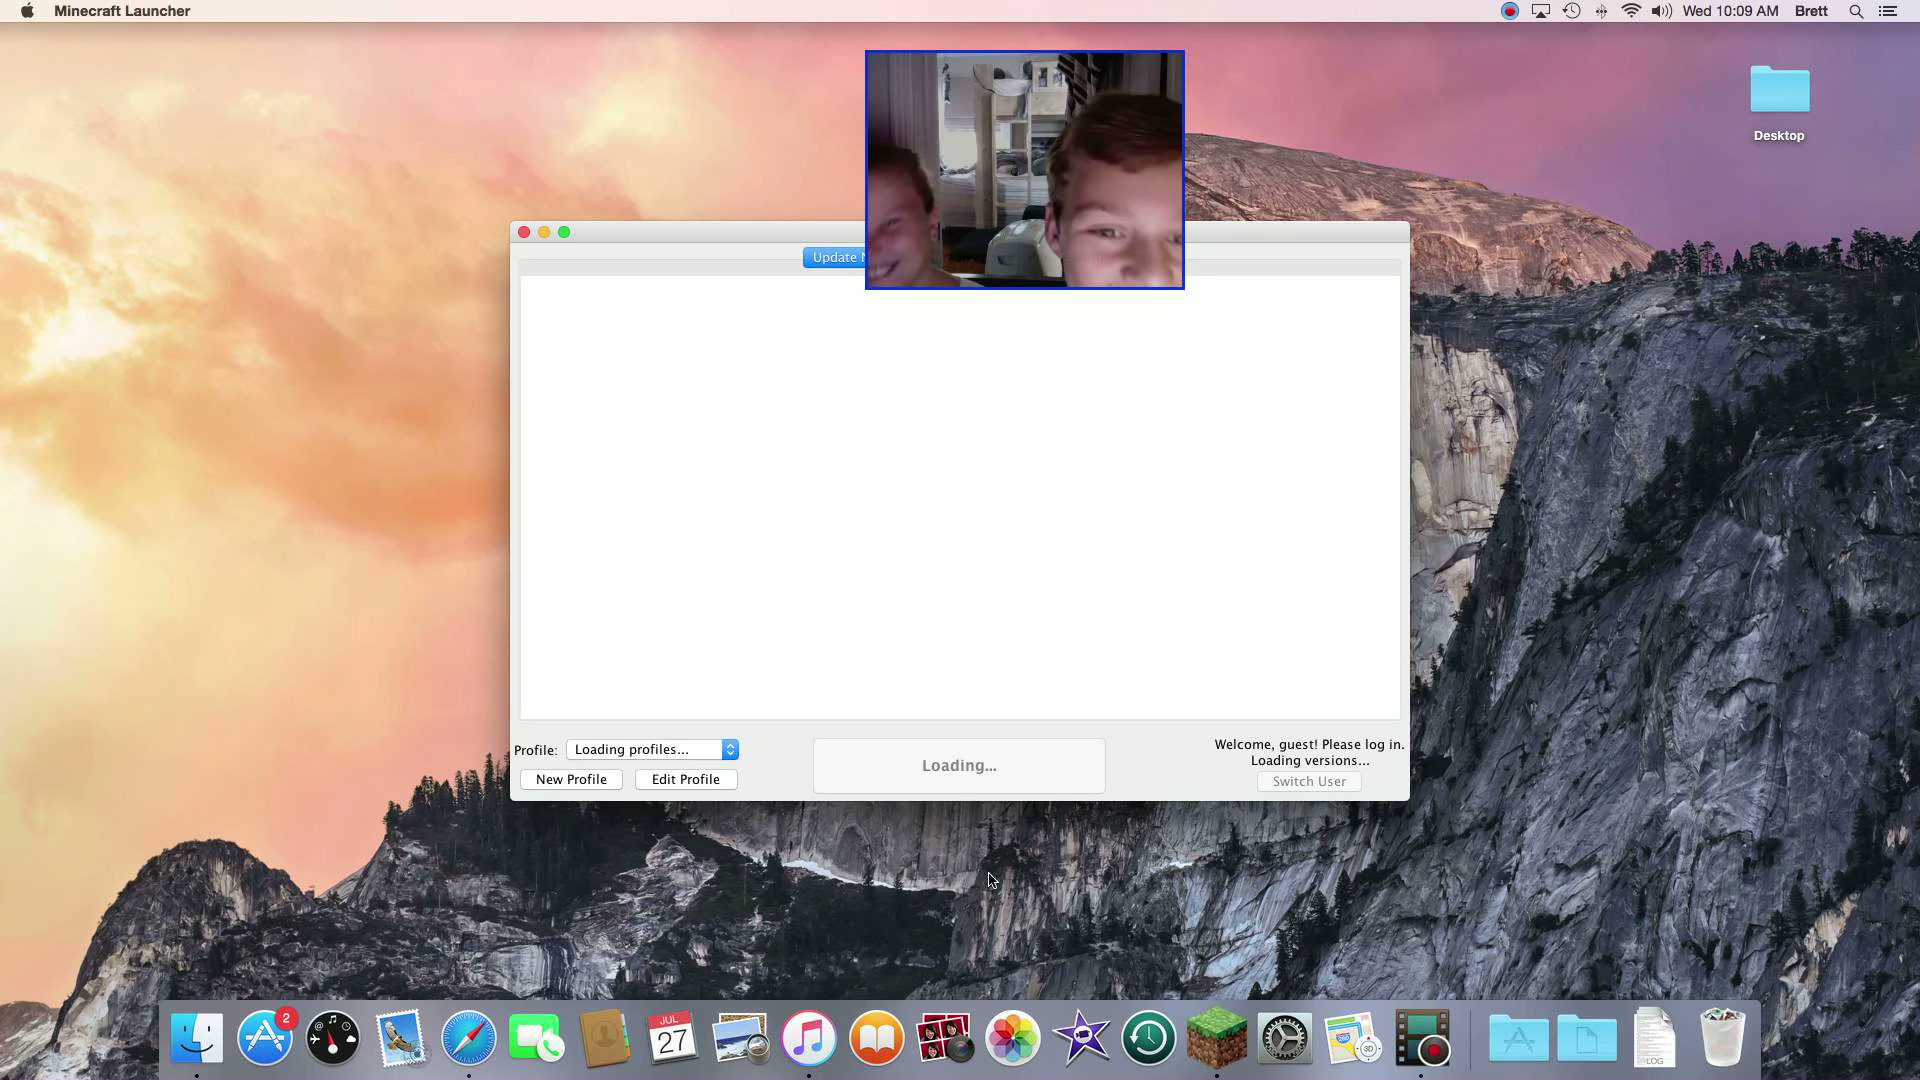 Minecraft Launcher
Wed 10:09 AM Brett
Desktop
Update
Profile: Loading profiles...
New Profile Edit Profile
Loading...
Welcome, guest! Please log in.
Loading versions...
Switch User
2
JUL
27
3D
LOG